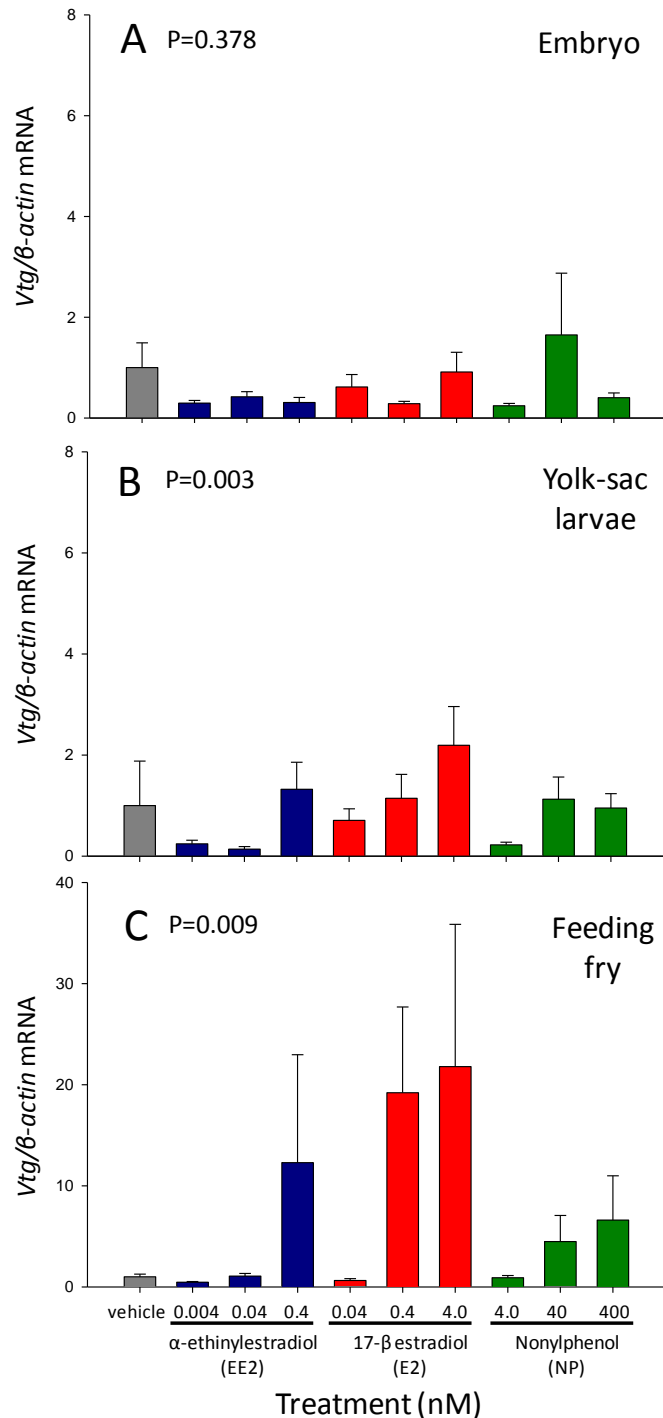 A P=0.378 Embryo
8
6
4
2
0
Vtg/β-actin mRNA
B P=0.003 Yolk-sac
larvae
8
6
4
2
0
Vtg/β-actin mRNA
C P=0.009 Feeding
fry
40
30
20
10
0
Vtg/β-actin mRNA
vehicle 0.004 0.04 0.4 0.04 0.4 4.0 4.0 40 400
α-ethinylestradiol 17-β estradiol Nonylphenol
(EE2) (E2) (NP)
Treatment (nM)